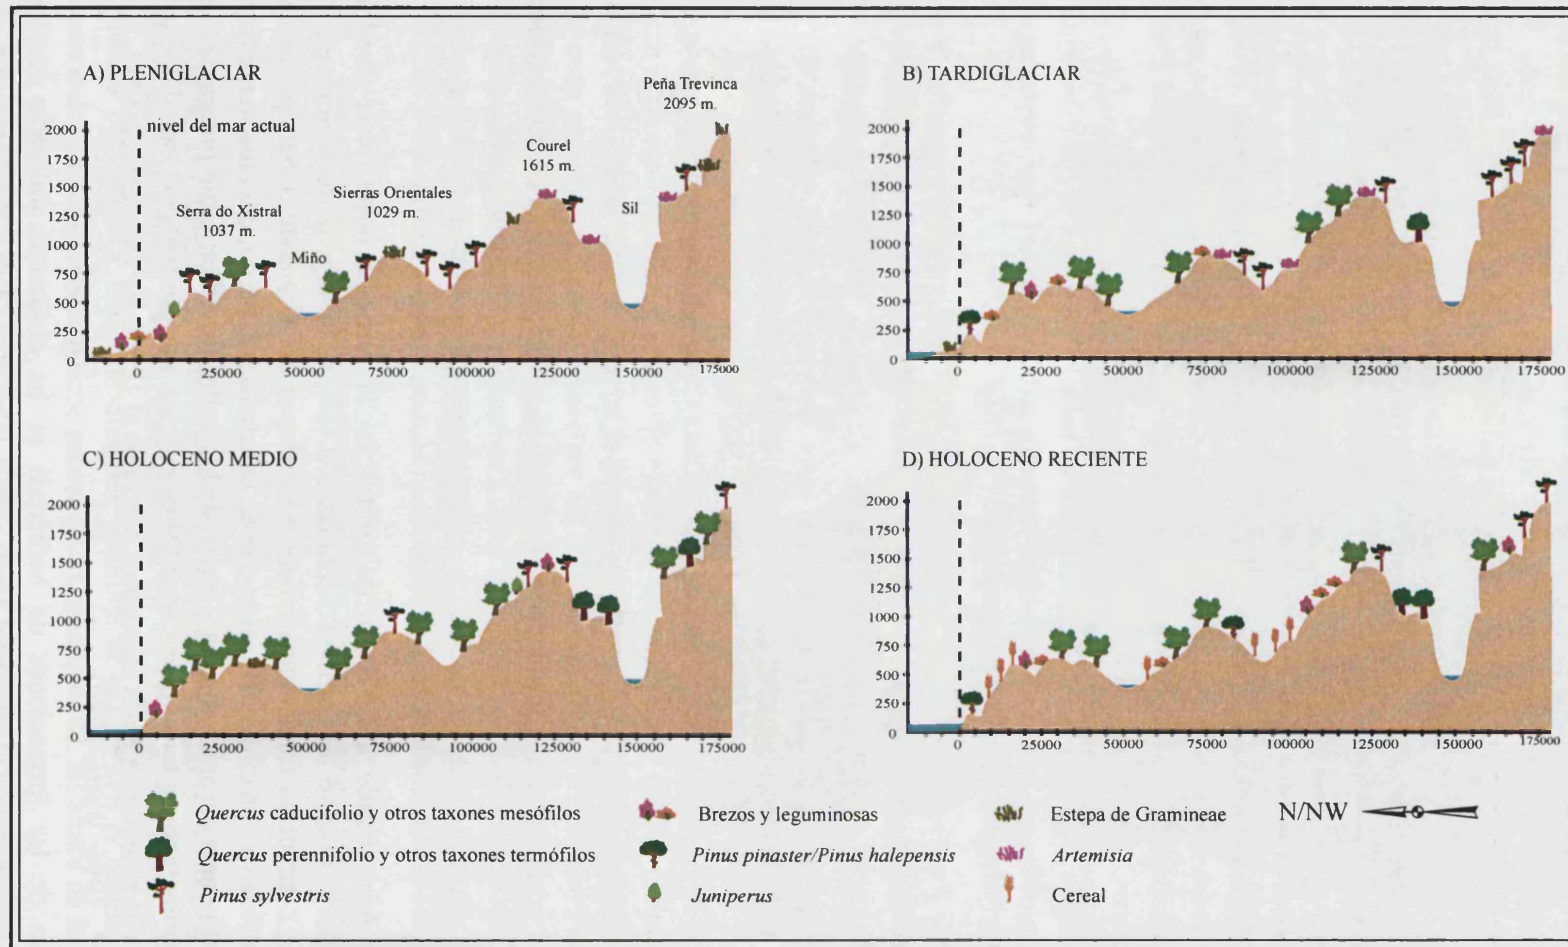 A) PLENIGLACIAR
nivel del mar actual
Serra do Xistral
1037 m.
Miño
Sierras Orientales
1029 m.
Courel
1615 m.
Sil
Peña Trevinca
2095 m.
2000
1750
1500
1250
1000
750
500
250
0
0 25000 50000 75000 100000 125000 150000 175000
B) TARDIGLACIAR
2000
1750
1500
1250
1000
750
500
250
0
0 25000 50000 75000 100000 125000 150000 175000
C) HOLOCENO MEDIO
2000
1750
1500
1250
1000
750
500
250
0
0 25000 50000 75000 100000 125000 150000 175000
D) HOLOCENO RECIENTE
2000
1750
1500
1250
1000
750
500
250
0
0 25000 50000 75000 100000 125000 150000 175000
Quercus caducifolio y otros taxones mesófilos
Brezos y leguminosas
Estepa de Gramineae
N/NW
Quercus perennifolio y otros taxones termófilos
Pinus pinaster/Pinus halepensis
Artemisia
Pinus sylvestris
Juniperus
Cereal